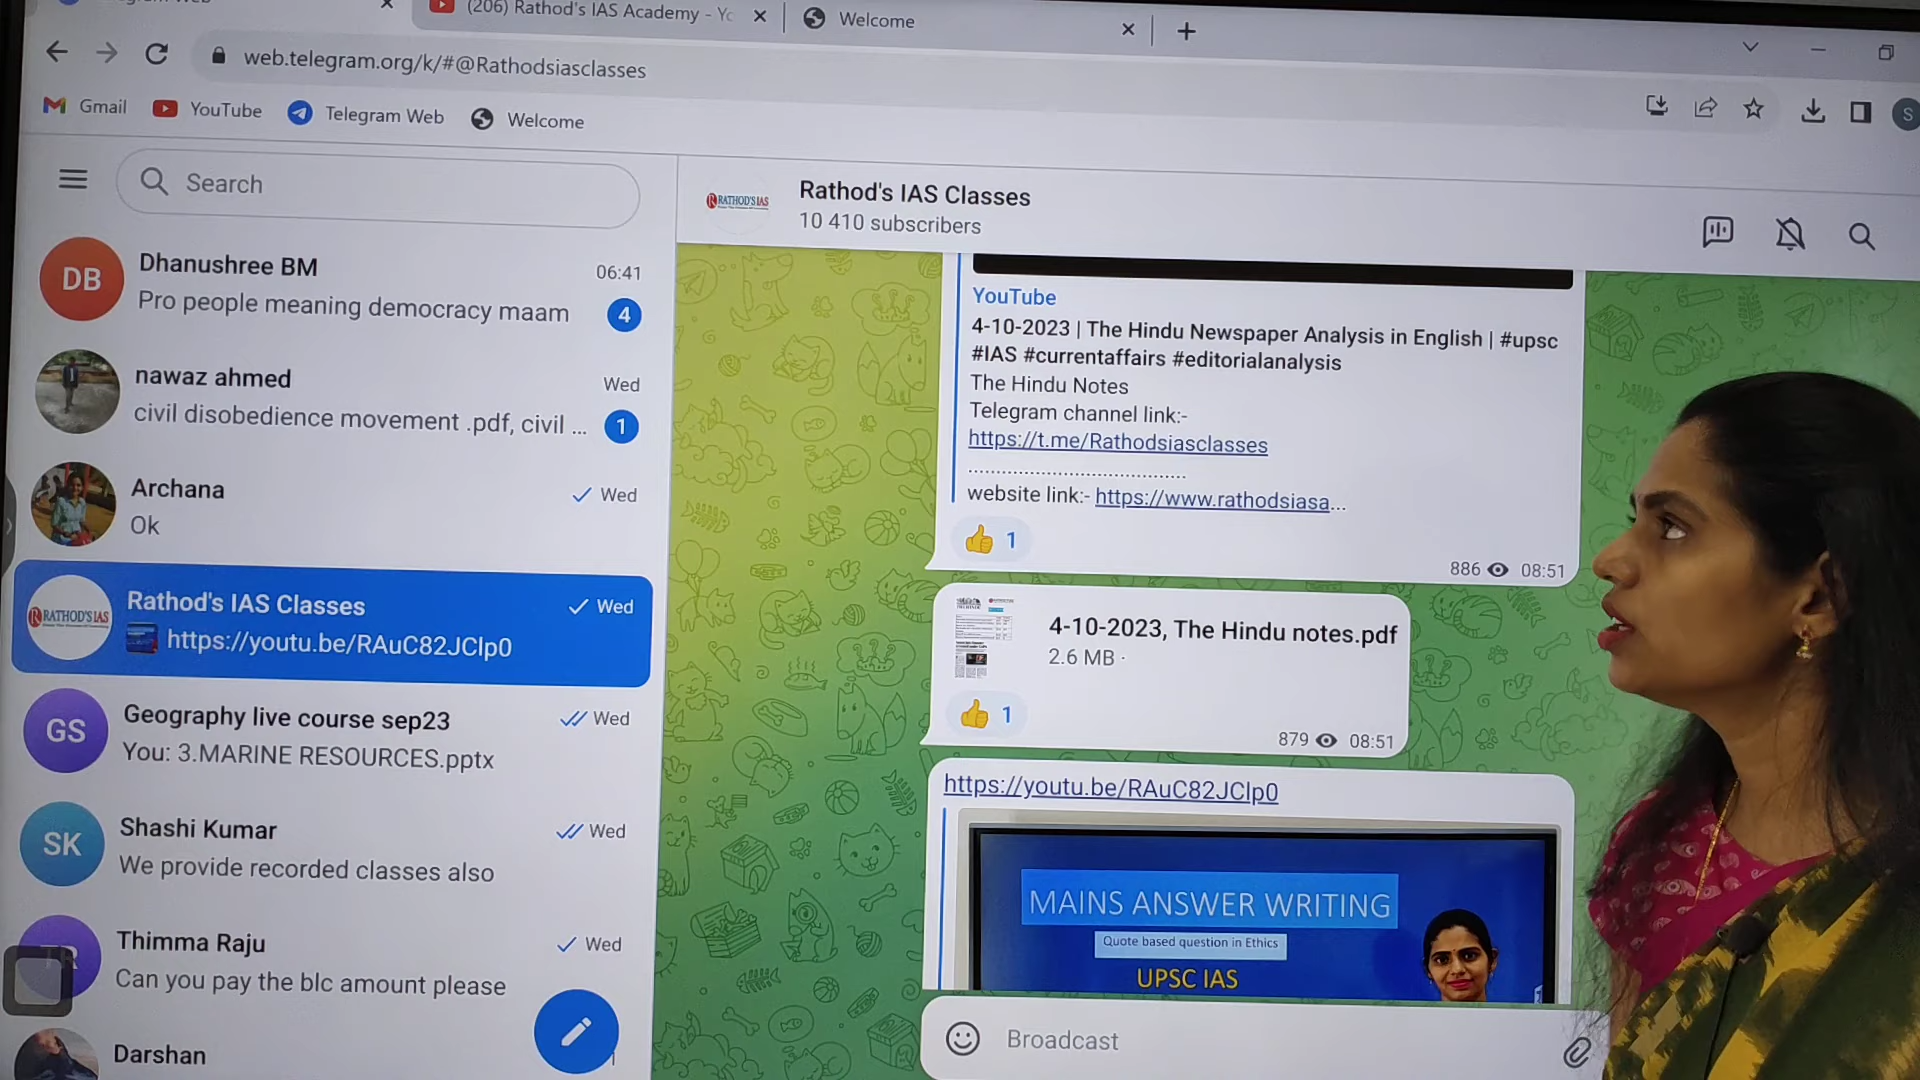 (206) Rathod's IAS Academy - Yo
Welcome
web.telegram.org/k/#@Rathodsiasclasses
Gmail
YouTube
Telegram Web
Welcome
S
Search
RATHOD'S IAS
Rathod's IAS Classes
10 410 subscribers
DB
Dhanushree BM
06:41
Pro people meaning democracy maam
4
nawaz ahmed
Wed
civil disobedience movement .pdf, civil ...
1
Archana
Wed
Ok
RATHOD'S IAS
Rathod's IAS Classes
Wed
https://youtu.be/RAuC82JClp0
GS
Geography live course sep23
Wed
You: 3.MARINE RESOURCES.pptx
SK
Shashi Kumar
Wed
We provide recorded classes also
TR
Thimma Raju
Wed
Can you pay the blc amount please
Darshan
YouTube
4-10-2023 | The Hindu Newspaper Analysis in English | #upsc
#IAS #currentaffairs #editorialanalysis
The Hindu Notes
Telegram channel link:-
https://t.me/Rathodsiasclasses
.......................................
website link:- https://www.rathodsiasa...
1
886 08:51
4-10-2023, The Hindu notes.pdf
2.6 MB ·
1
879 08:51
https://youtu.be/RAuC82JClp0
MAINS ANSWER WRITING
Quote based question in Ethics
UPSC IAS
Broadcast